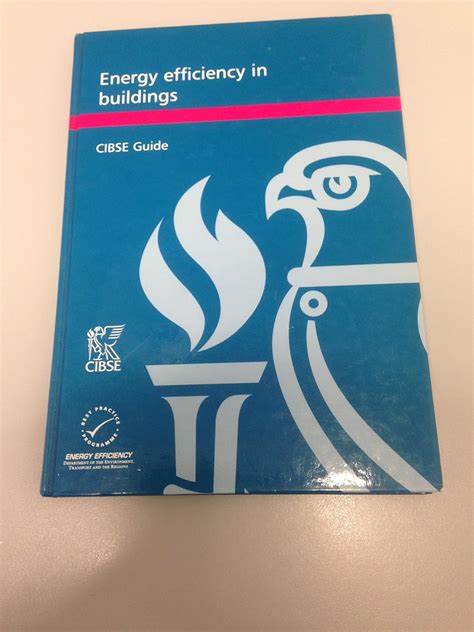 Energy efficiency in
buildings
CIBSE Guide
CIBSE
BEST PRACTICE
PROGRAMME
ENERGY EFFICIENCY
DEPARTMENT OF THE ENVIRONMENT,
TRANSPORT AND THE REGIONS